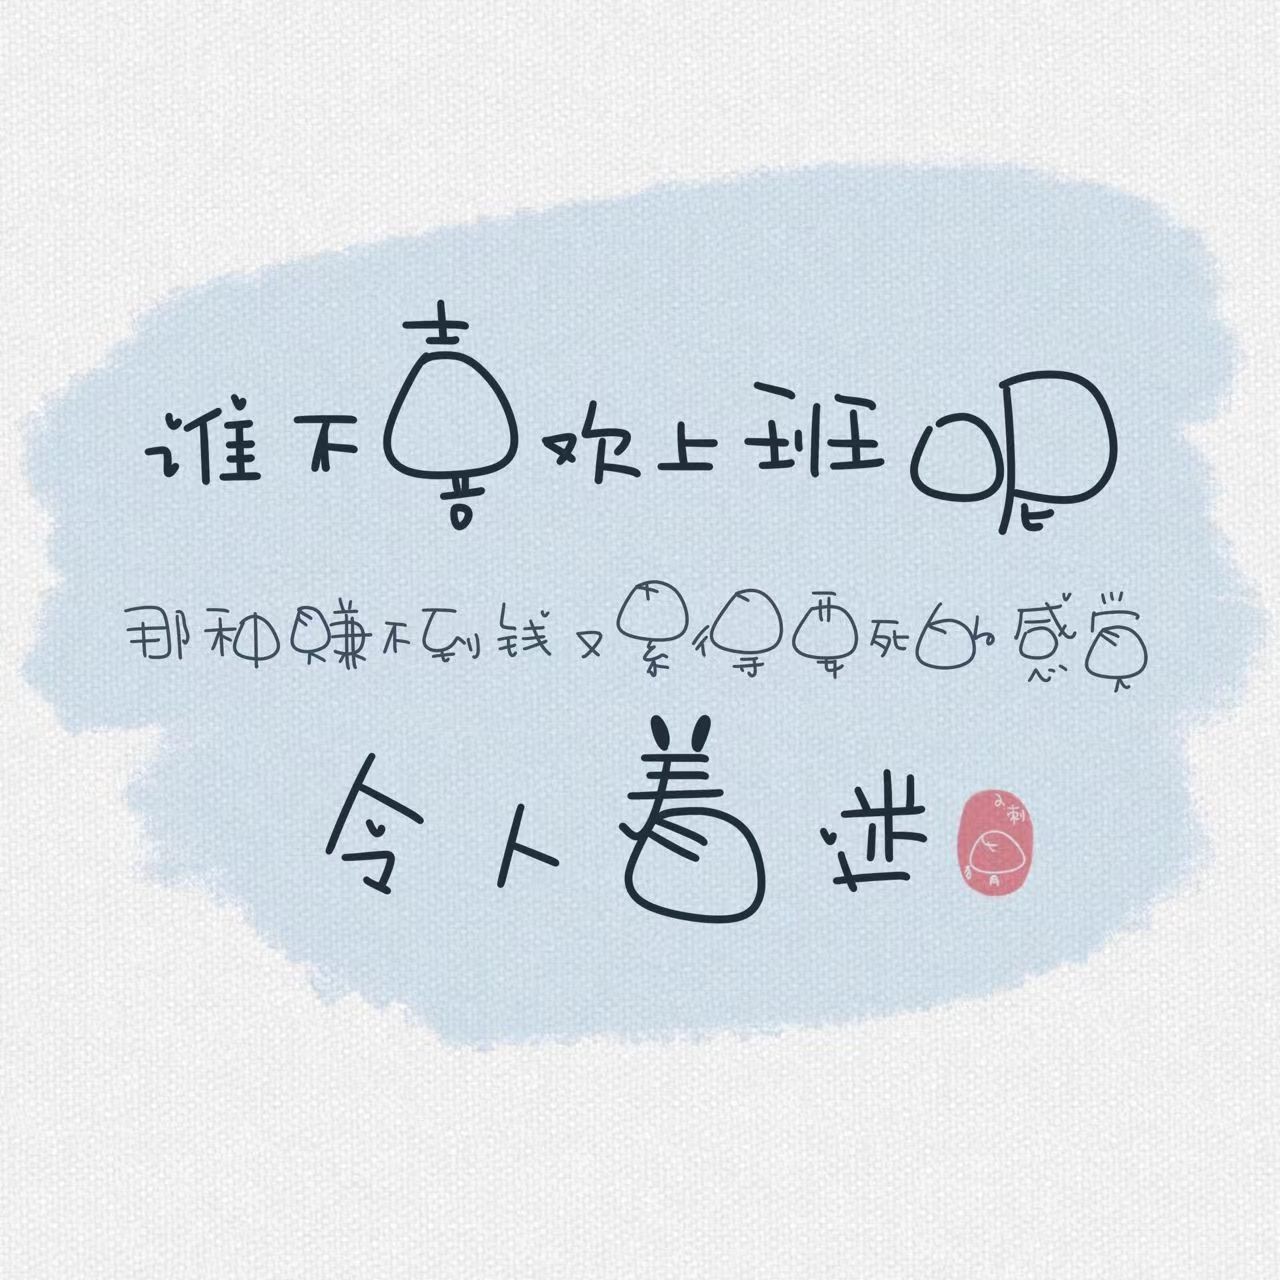 谁不喜欢上班呢
那种赚不到钱又累得要死的感觉
令人着迷